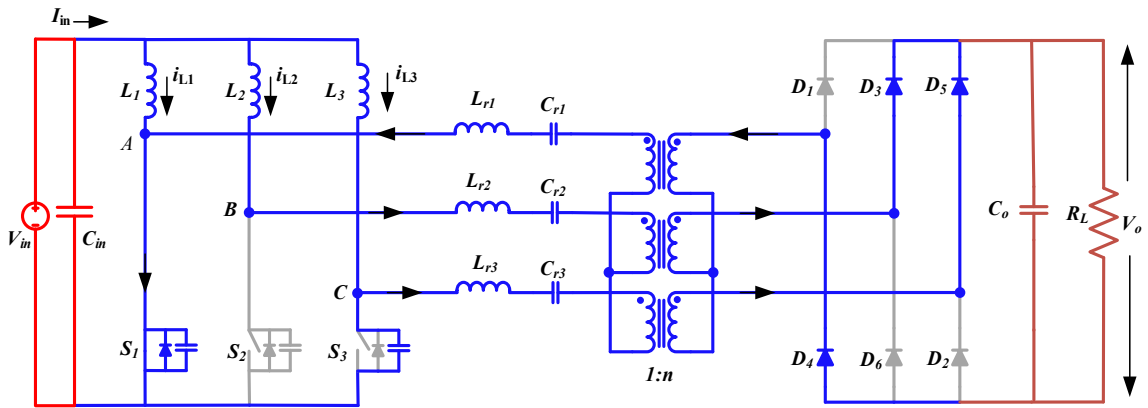 Iin
L1
iL1
L2
iL2
L3
iL3
Lr1
Cr1
D1
D3
D5
A
Lr2
Cr2
B
Vin
Cin
Co
RL
Vo
Lr3
Cr3
C
S1
S2
S3
1:n
D4
D6
D2